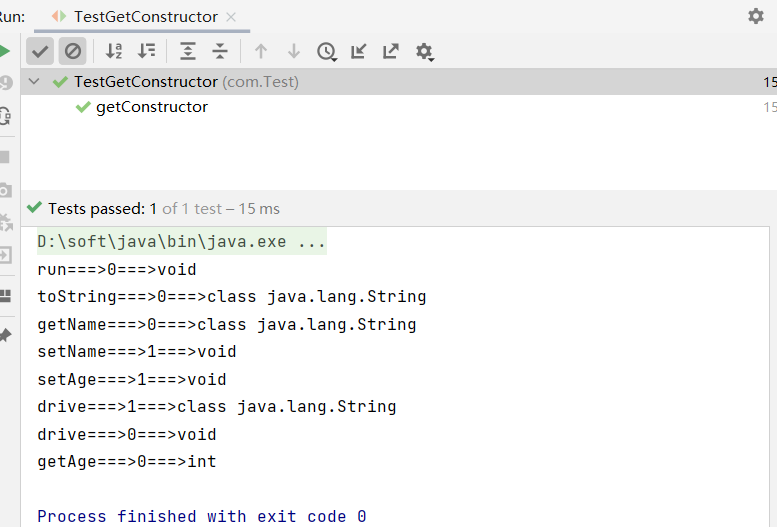 Run: TestGetConstructor
TestGetConstructor (com.Test) 15
getConstructor 15
Tests passed: 1 of 1 test – 15 ms
D:\soft\java\bin\java.exe ...
run===>0===>void
toString===>0===>class java.lang.String
getName===>0===>class java.lang.String
setName===>1===>void
setAge===>1===>void
drive===>1===>class java.lang.String
drive===>0===>void
getAge===>0===>int
Process finished with exit code 0